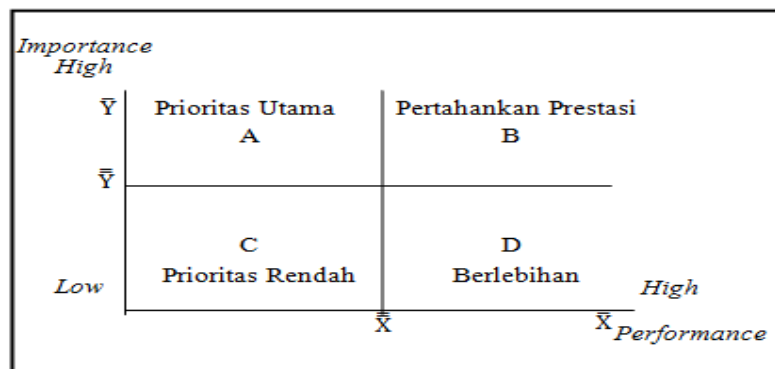 Importance
High
Y̅ Prioritas Utama Pertahankan Prestasi
A B
Y̿
C D
Prioritas Rendah Berlebihan
Low High
X̿ X̅ Performance